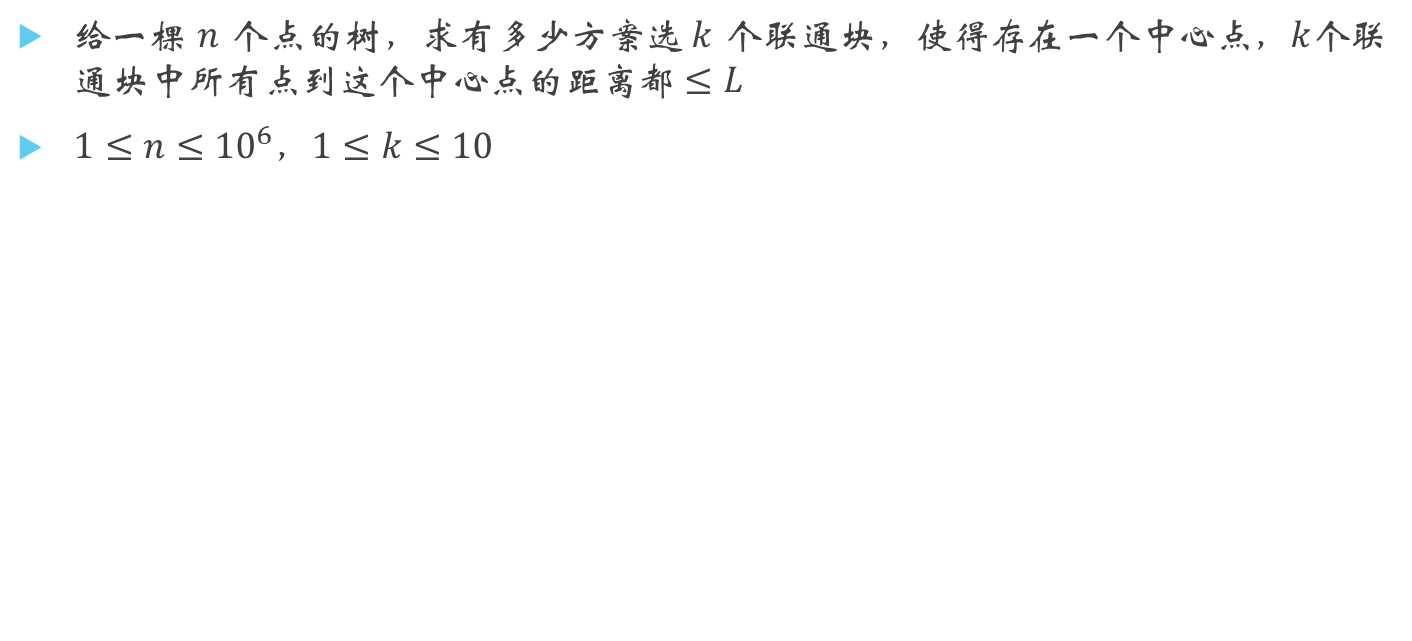 给一棵 n 个点的树，求有多少方案选 k 个联通块，使得存在一个中心点，k个联
通块中所有点到这个中心点的距离都 ≤ L
1 ≤ n ≤ 10⁶，1 ≤ k ≤ 10